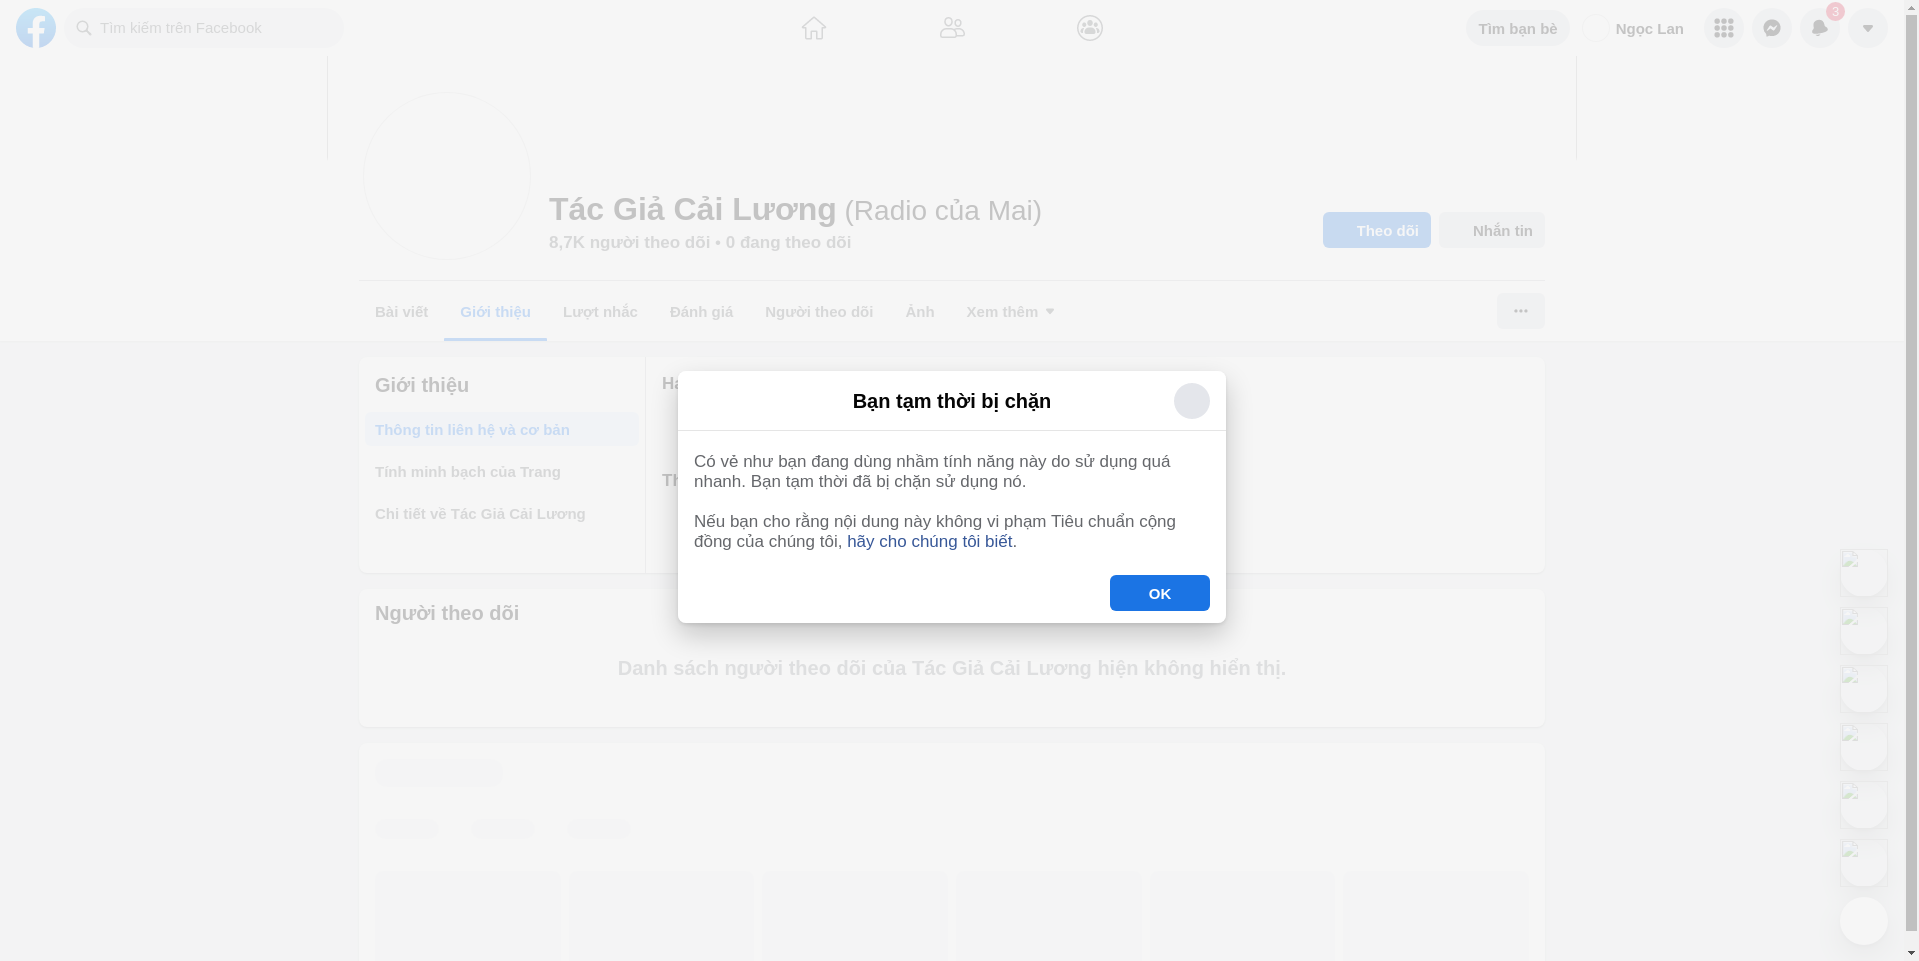 Tìm kiếm trên Facebook
Tìm bạn bè
Ngọc Lan
3
Tác Giả Cải Lương (Radio của Mai)
8,7K người theo dõi • 0 đang theo dõi
Theo dõi
Nhắn tin
Bài viết
Giới thiệu
Lượt nhắc
Đánh giá
Người theo dõi
Ảnh
Xem thêm
Giới thiệu
Thông tin liên hệ và cơ bản
Tính minh bạch của Trang
Chi tiết về Tác Giả Cải Lương
Bạn tạm thời bị chặn
Có vẻ như bạn đang dùng nhầm tính năng này do sử dụng quá
nhanh. Bạn tạm thời đã bị chặn sử dụng nó.
Nếu bạn cho rằng nội dung này không vi phạm Tiêu chuẩn cộng
đồng của chúng tôi, hãy cho chúng tôi biết.
OK
Người theo dõi
Danh sách người theo dõi của Tác Giả Cải Lương hiện không hiển thị.